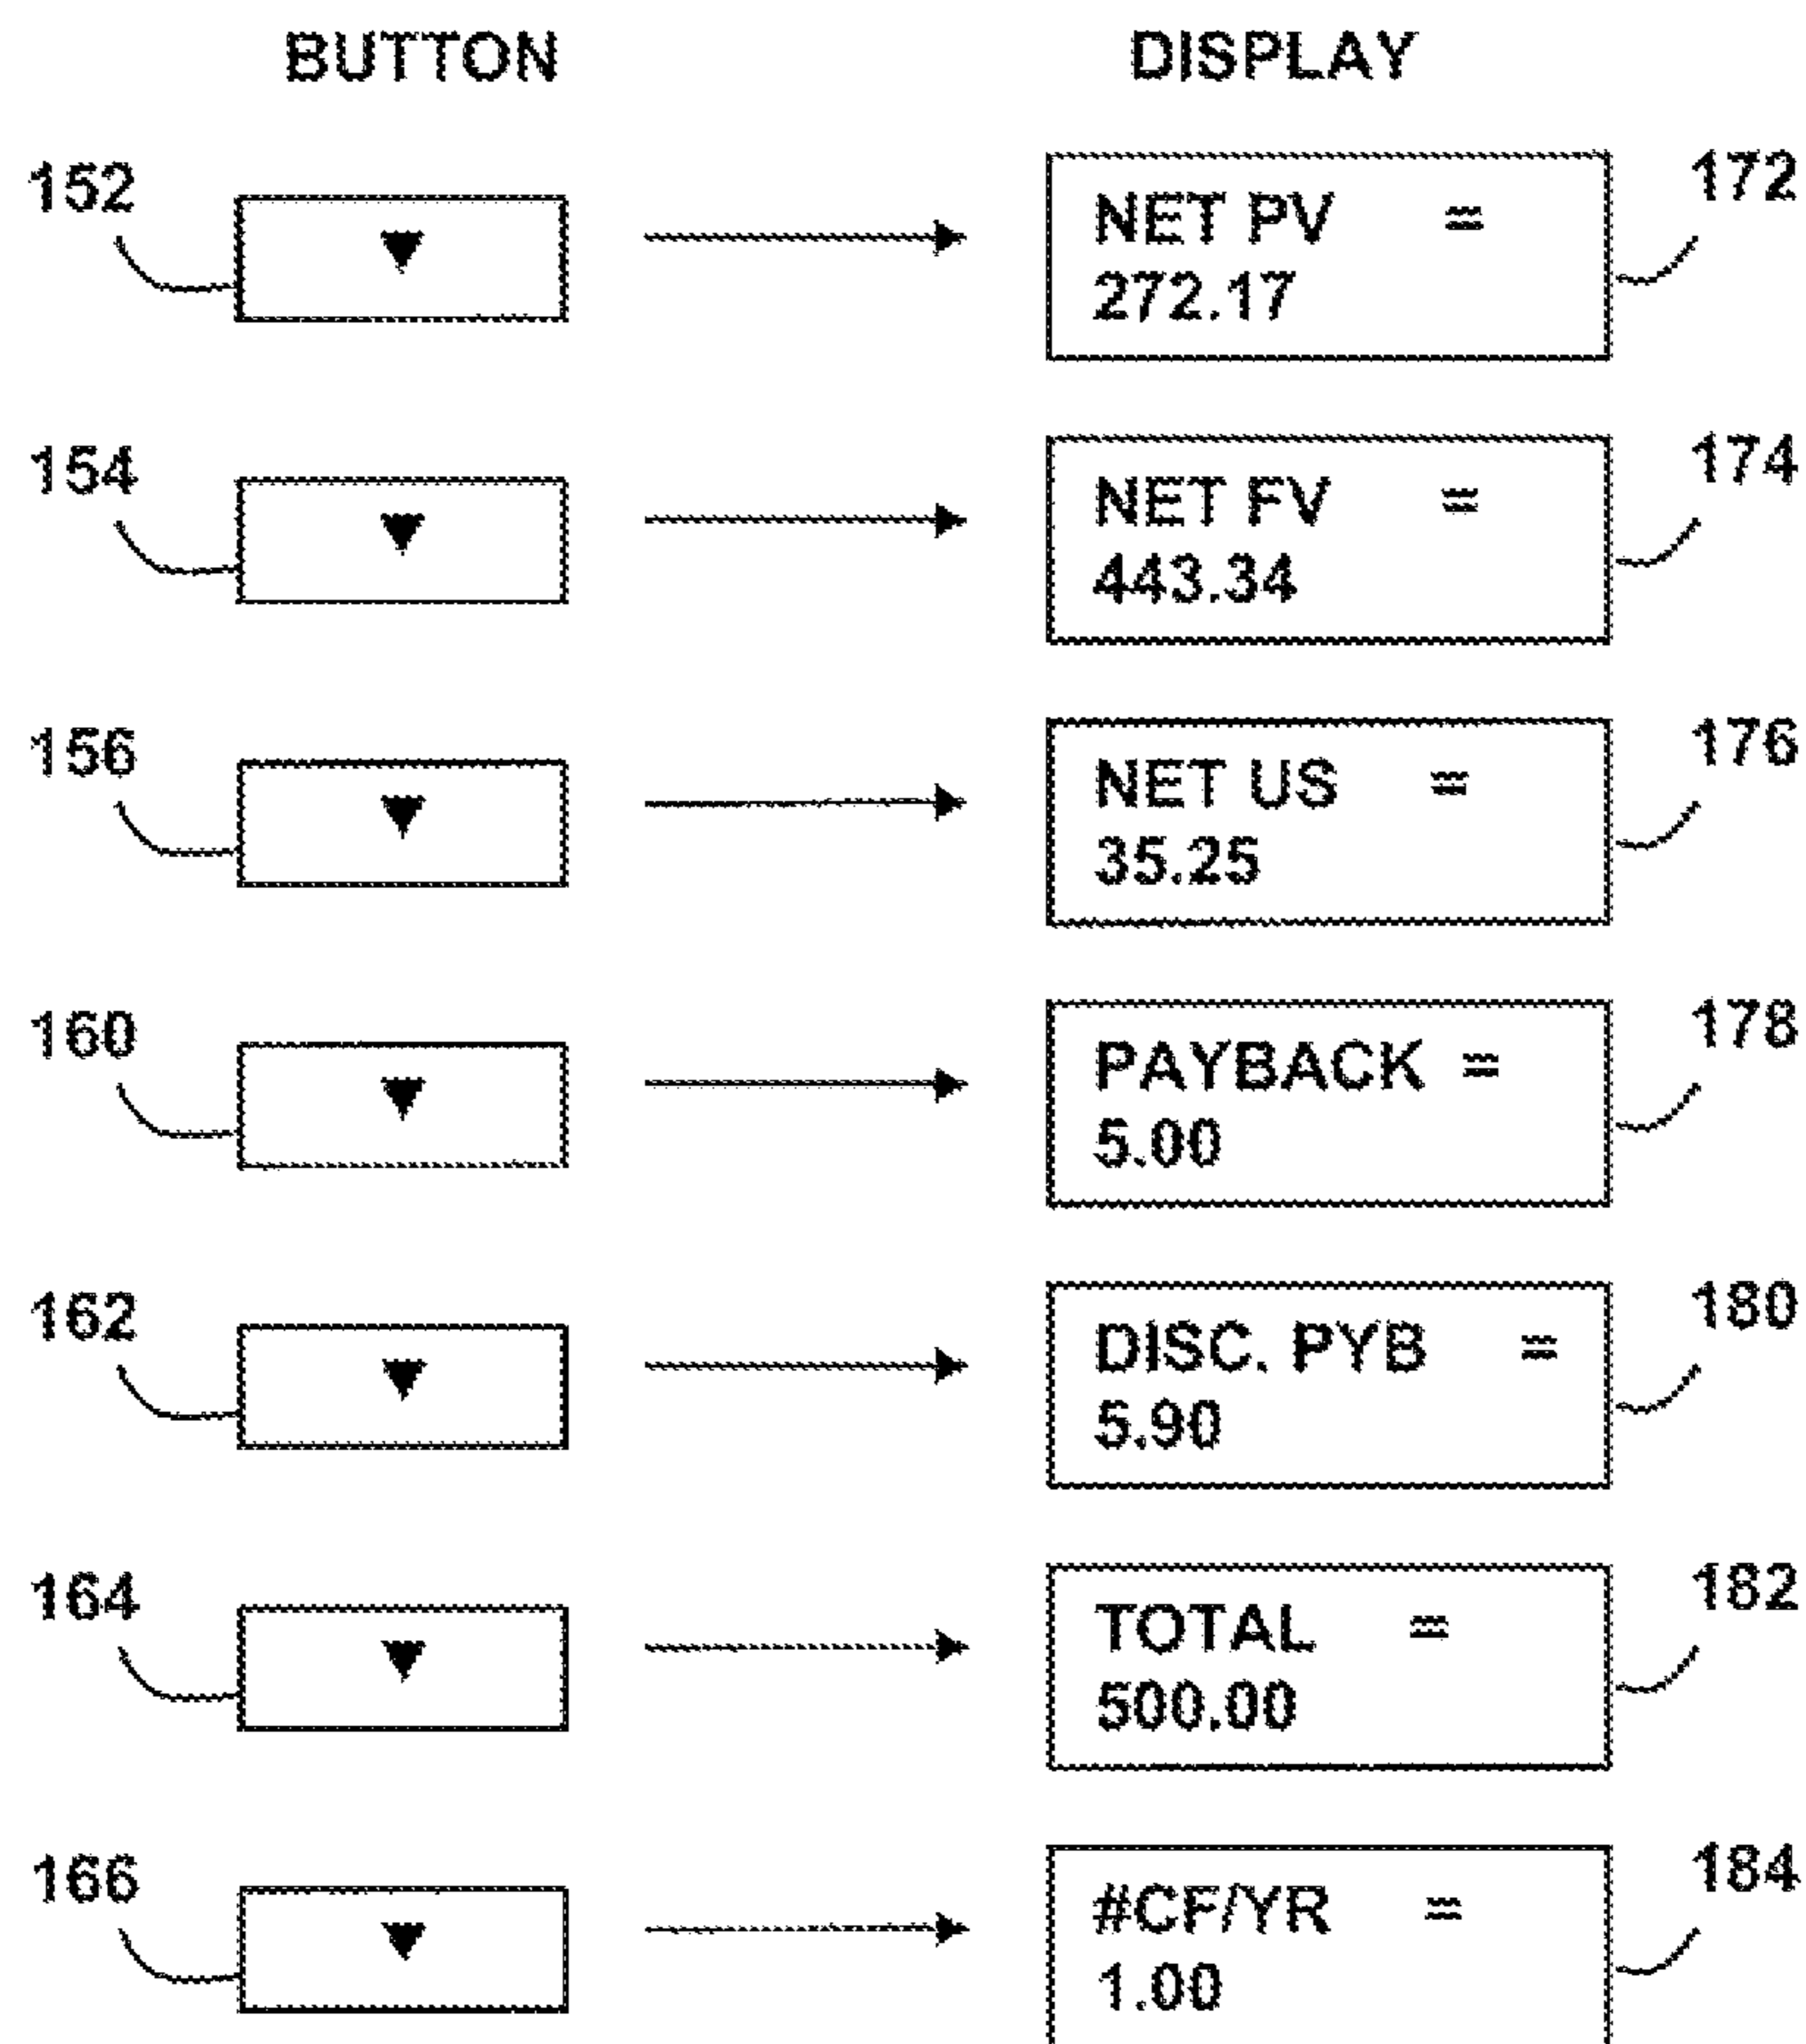 BUTTON DISPLAY
152 172
▼ NET PV =
272.17
154 174
▼ NET FV =
443.34
156 176
▼ NET US =
35.25
160 178
▼ PAYBACK =
5.00
162 180
▼ DISC. PYB =
5.90
164 182
▼ TOTAL =
500.00
166 184
▼ #CF/YR =
1.00